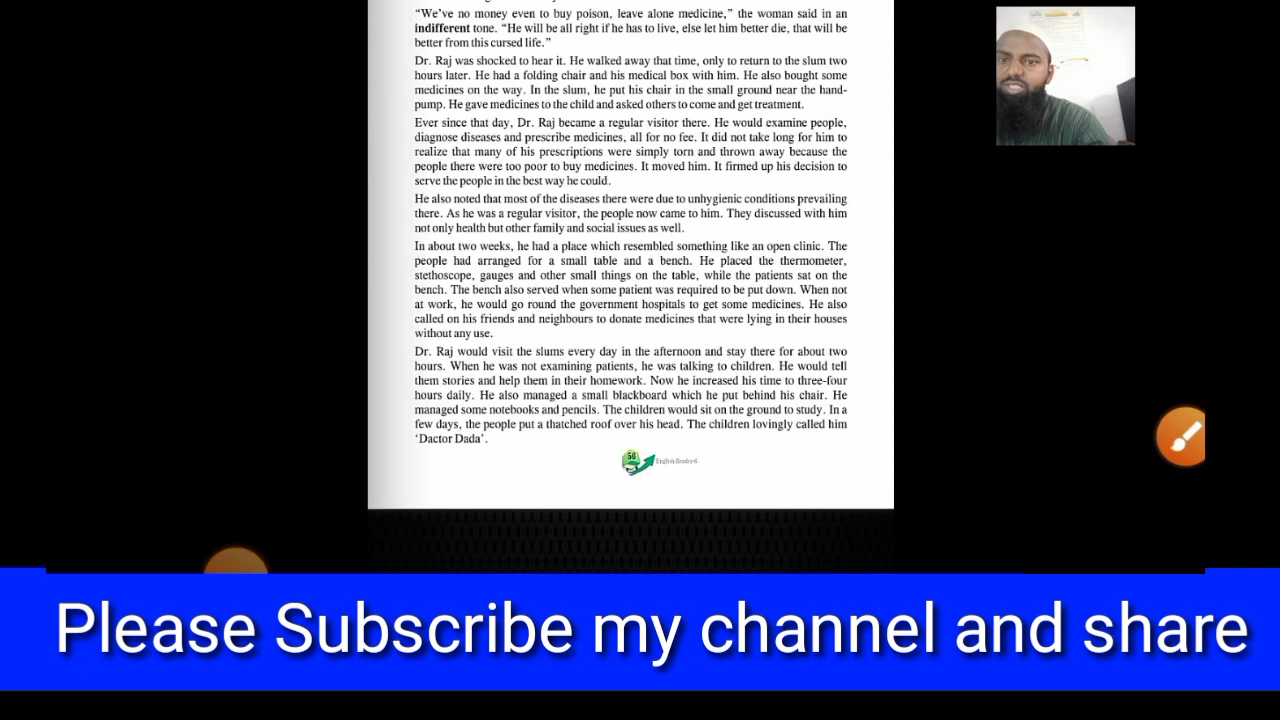 “We’ve no money even to buy poison, leave alone medicine,” the woman said in an
indifferent tone. “He will be all right if he has to live, else let him better die, that will be
better from this cursed life.”
Dr. Raj was shocked to hear it. He walked away that time, only to return to the slum two
hours later. He had a folding chair and his medical box with him. He also bought some
medicines on the way. In the slum, he put his chair in the small ground near the hand-
pump. He gave medicines to the child and asked others to come and get treatment.
Ever since that day, Dr. Raj became a regular visitor there. He would examine people,
diagnose diseases and prescribe medicines, all for no fee. It did not take long for him to
realize that many of his prescriptions were simply torn and thrown away because the
people there were too poor to buy medicines. It moved him. It firmed up his decision to
serve the people in the best way he could.
He also noted that most of the diseases there were due to unhygienic conditions prevailing
there. As he was a regular visitor, the people now came to him. They discussed with him
not only health but other family and social issues as well.
In about two weeks, he had a place which resembled something like an open clinic. The
people had arranged for a small table and a bench. He placed the thermometer,
stethoscope, gauges and other small things on the table, while the patients sat on the
bench. The bench also served when some patient was required to be put down. When not
at work, he would go round the government hospitals to get some medicines. He also
called on his friends and neighbours to donate medicines that were lying in their houses
without any use.
Dr. Raj would visit the slums every day in the afternoon and stay there for about two
hours. When he was not examining patients, he was talking to children. He would tell
them stories and help them in their homework. Now he increased his time to three-four
hours daily. He also managed a small blackboard which he put behind his chair. He
managed some notebooks and pencils. The children would sit on the ground to study. In a
few days, the people put a thatched roof over his head. The children lovingly called him
‘Dactor Dada’.
56 English Reader-6
Please Subscribe my channel and share